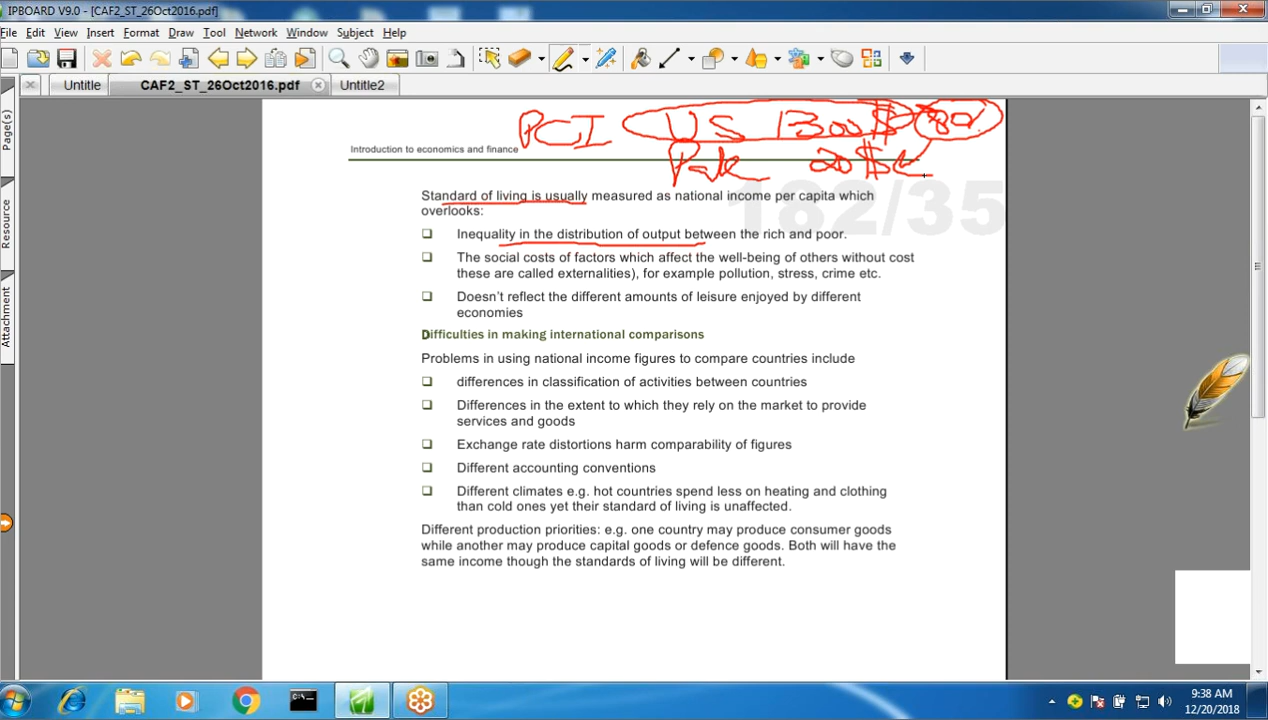 IPBOARD V9.0 - [CAF2_ST_26Oct2016.pdf]
File Edit View Insert Format Draw Tool Network Window Subject Help
Untitle CAF2_ST_26Oct2016.pdf Untitle2
Page(s)
Resource
Attachment
PCI US 1300 $
20 $
Introduction to economics and finance
182/35
Standard of living is usually measured as national income per capita which
overlooks:
Inequality in the distribution of output between the rich and poor.
The social costs of factors which affect the well-being of others without cost
these are called externalities), for example pollution, stress, crime etc.
Doesn't reflect the different amounts of leisure enjoyed by different
economies
Difficulties in making international comparisons
Problems in using national income figures to compare countries include
differences in classification of activities between countries
Differences in the extent to which they rely on the market to provide
services and goods
Exchange rate distortions harm comparability of figures
Different accounting conventions
Different climates e.g. hot countries spend less on heating and clothing
than cold ones yet their standard of living is unaffected.
Different production priorities: e.g. one country may produce consumer goods
while another may produce capital goods or defence goods. Both will have the
same income though the standards of living will be different.
9:38 AM
12/20/2018